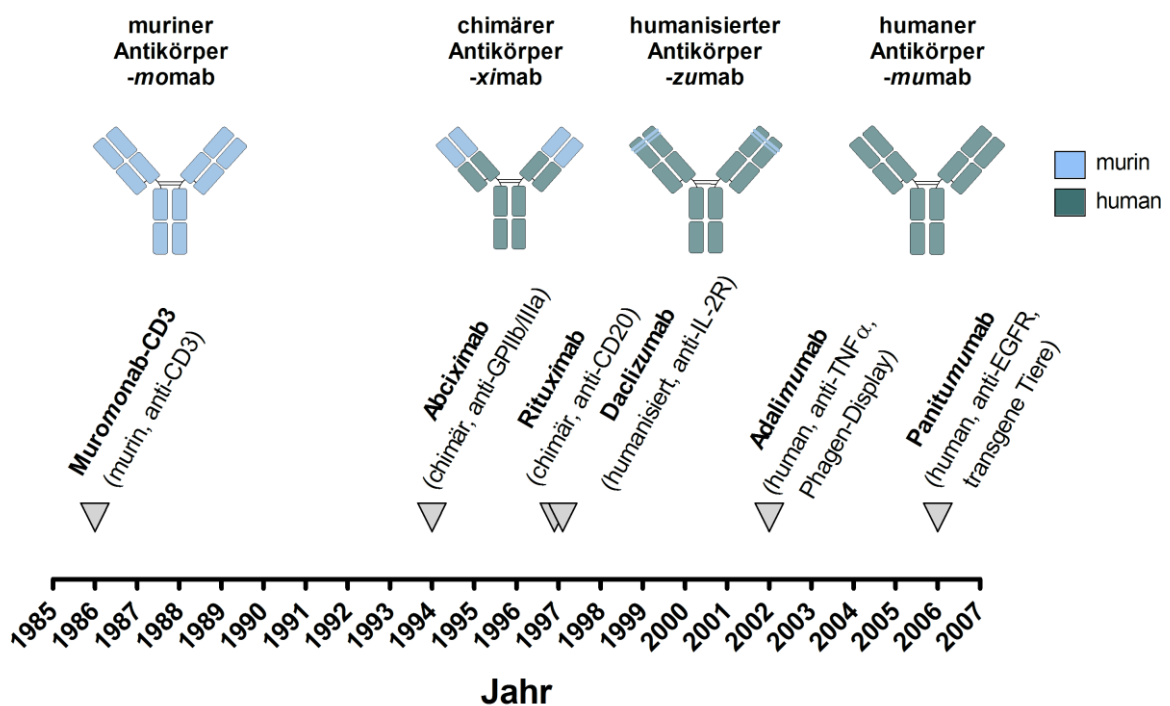 muriner
Antikörper
-momab
chimärer
Antikörper
-ximab
humanisierter
Antikörper
-zumab
humaner
Antikörper
-mumab
murin
human
Muromonab-CD3
(murin, anti-CD3)
Abciximab
(chimär, anti-GPIIb/IIIa)
Rituximab
(chimär, anti-CD20)
Daclizumab
(humanisiert, anti-IL-2R)
Adalimumab
(human, anti-TNFα,
Phagen-Display)
Panitumumab
(human, anti-EGFR,
transgene Tiere)
1985
1986
1987
1988
1989
1990
1991
1992
1993
1994
1995
1996
1997
1998
1999
2000
2001
2002
2003
2004
2005
2006
2007
Jahr